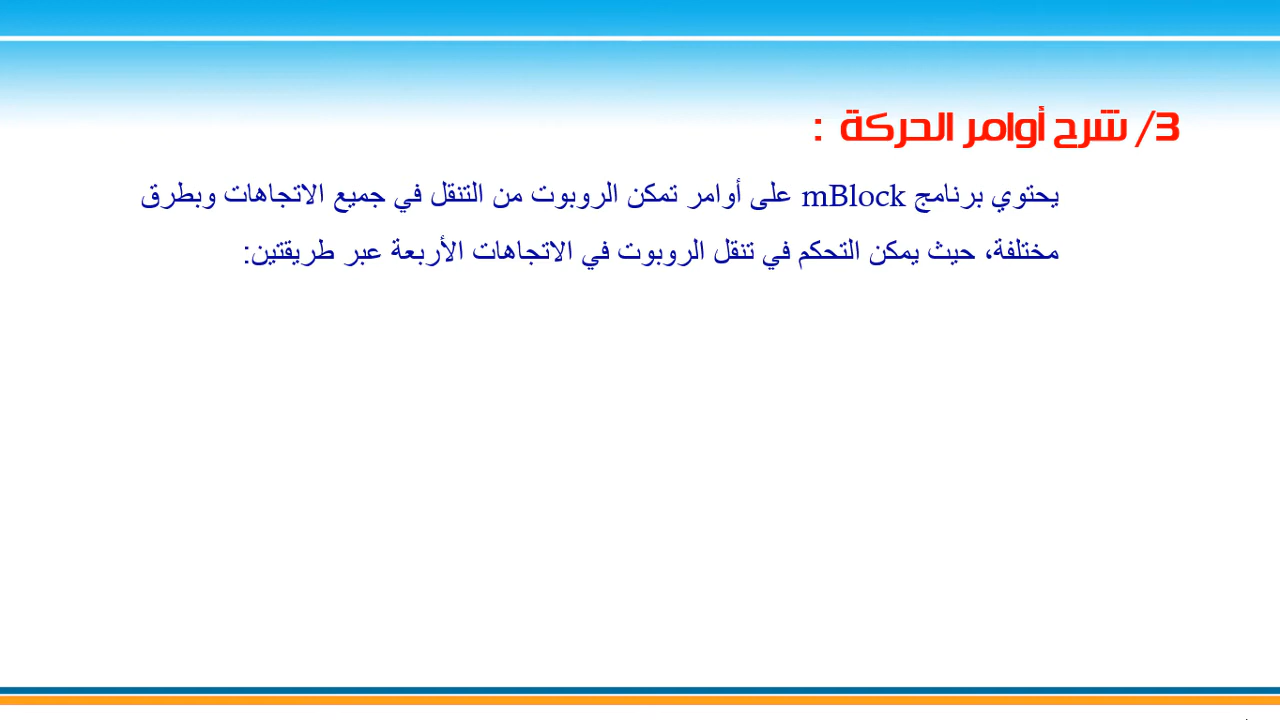 3/ شرح أوامر الحركة :
يحتوي برنامج mBlock على أوامر تمكن الروبوت من التنقل في جميع الاتجاهات وبطرق
مختلفة، حيث يمكن التحكم في تنقل الروبوت في الاتجاهات الأربعة عبر طريقتين: